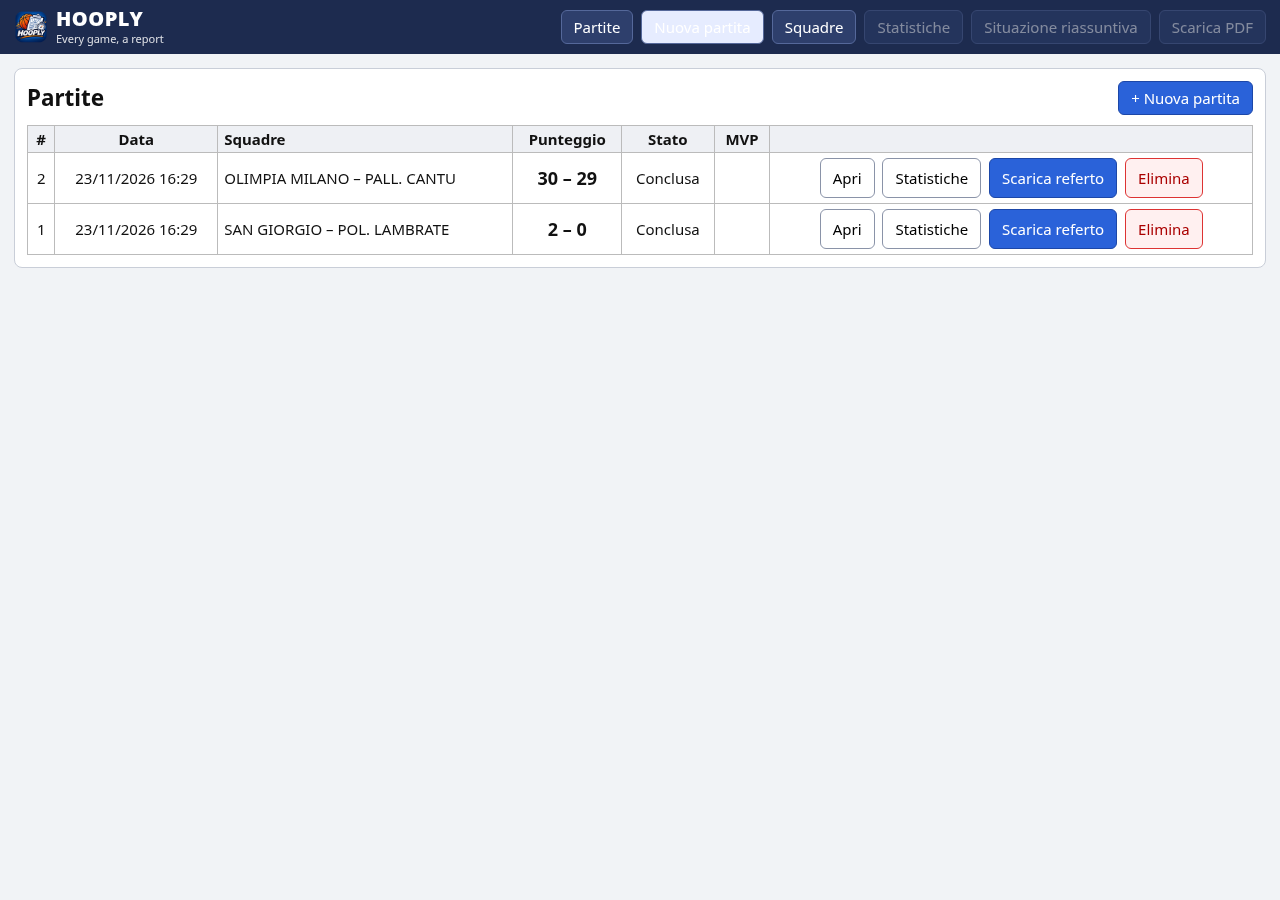 HOOPLY
HOOPLY
Every game, a report
Partite
Nuova partita
Squadre
Statistiche
Situazione riassuntiva
Scarica PDF
Partite
+ Nuova partita
# Data Squadre Punteggio Stato MVP
2 23/11/2026 16:29 OLIMPIA MILANO – PALL. CANTU 30 – 29 Conclusa Apri Statistiche Scarica referto Elimina
1 23/11/2026 16:29 SAN GIORGIO – POL. LAMBRATE 2 – 0 Conclusa Apri Statistiche Scarica referto Elimina